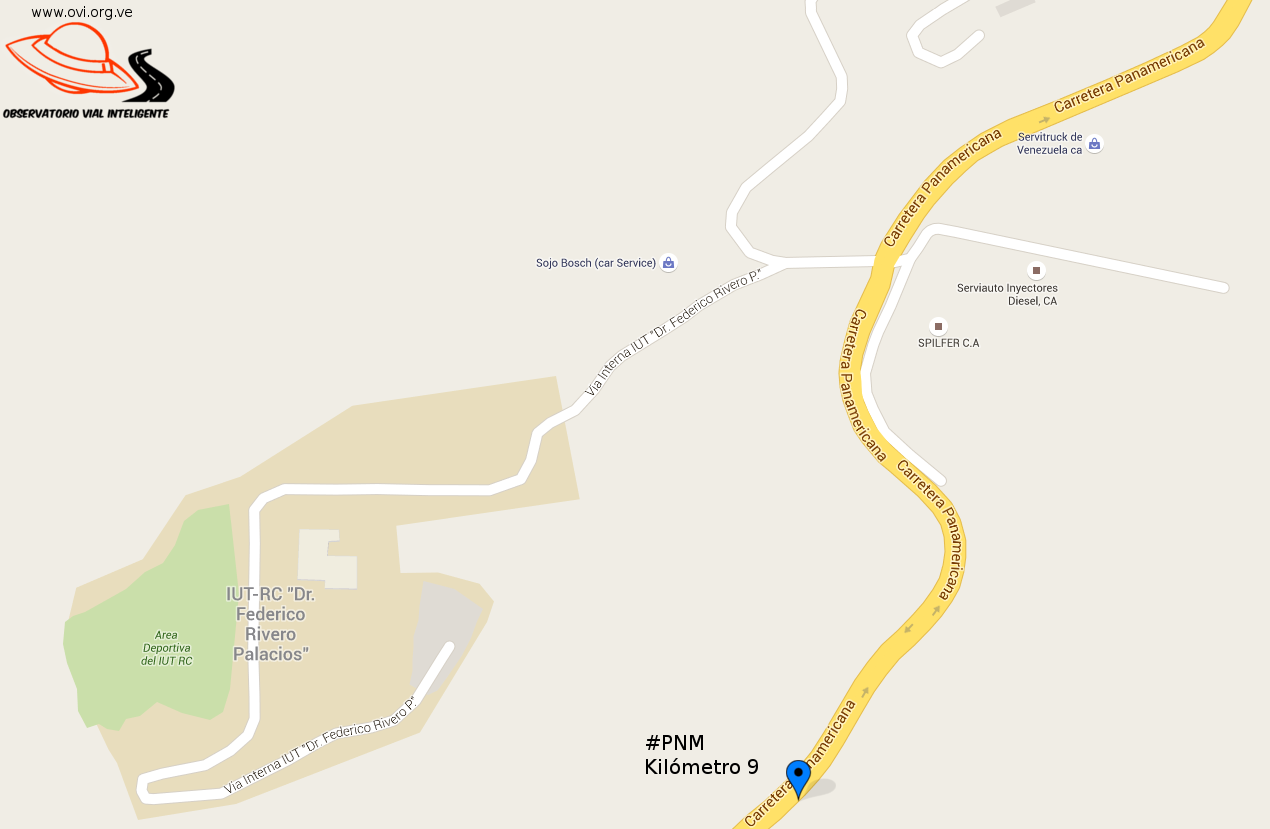 www.ovi.org.ve
OBSERVATORIO VIAL INTELIGENTE
Carretera Panamericana
Servitruck de
Venezuela ca
Carretera Panamericana
Sojo Bosch (car Service)
Via Interna IUT "Dr. Federico Rivero P."
Serviauto Inyectores
Diesel, CA
SPILFER C.A
Carretera Panamericana
Carretera Panamericana
IUT-RC "Dr.
Federico
Rivero
Palacios"
Area
Deportiva
del IUT RC
Via Interna IUT "Dr. Federico Rivero P."
#PNM
Kilómetro 9
Carretera Panamericana